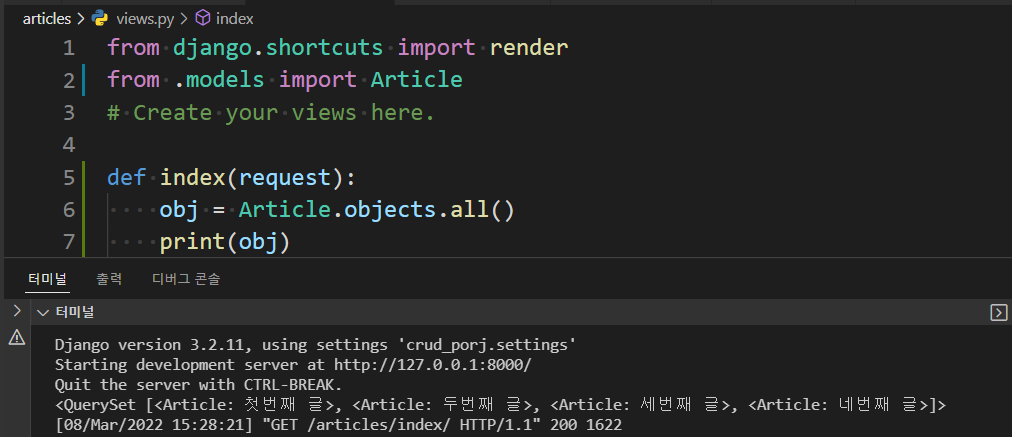 articles > views.py > index
1 from django.shortcuts import render
2 from .models import Article
3 # Create your views here.
4
5 def index(request):
6 obj = Article.objects.all()
7 print(obj)
터미널 출력 디버그 콘솔
터미널
Django version 3.2.11, using settings 'crud_porj.settings'
Starting development server at http://127.0.0.1:8000/
Quit the server with CTRL-BREAK.
<QuerySet [<Article: 첫번째 글>, <Article: 두번째 글>, <Article: 세번째 글>, <Article: 네번째 글>]>
[08/Mar/2022 15:28:21] "GET /articles/index/ HTTP/1.1" 200 1622